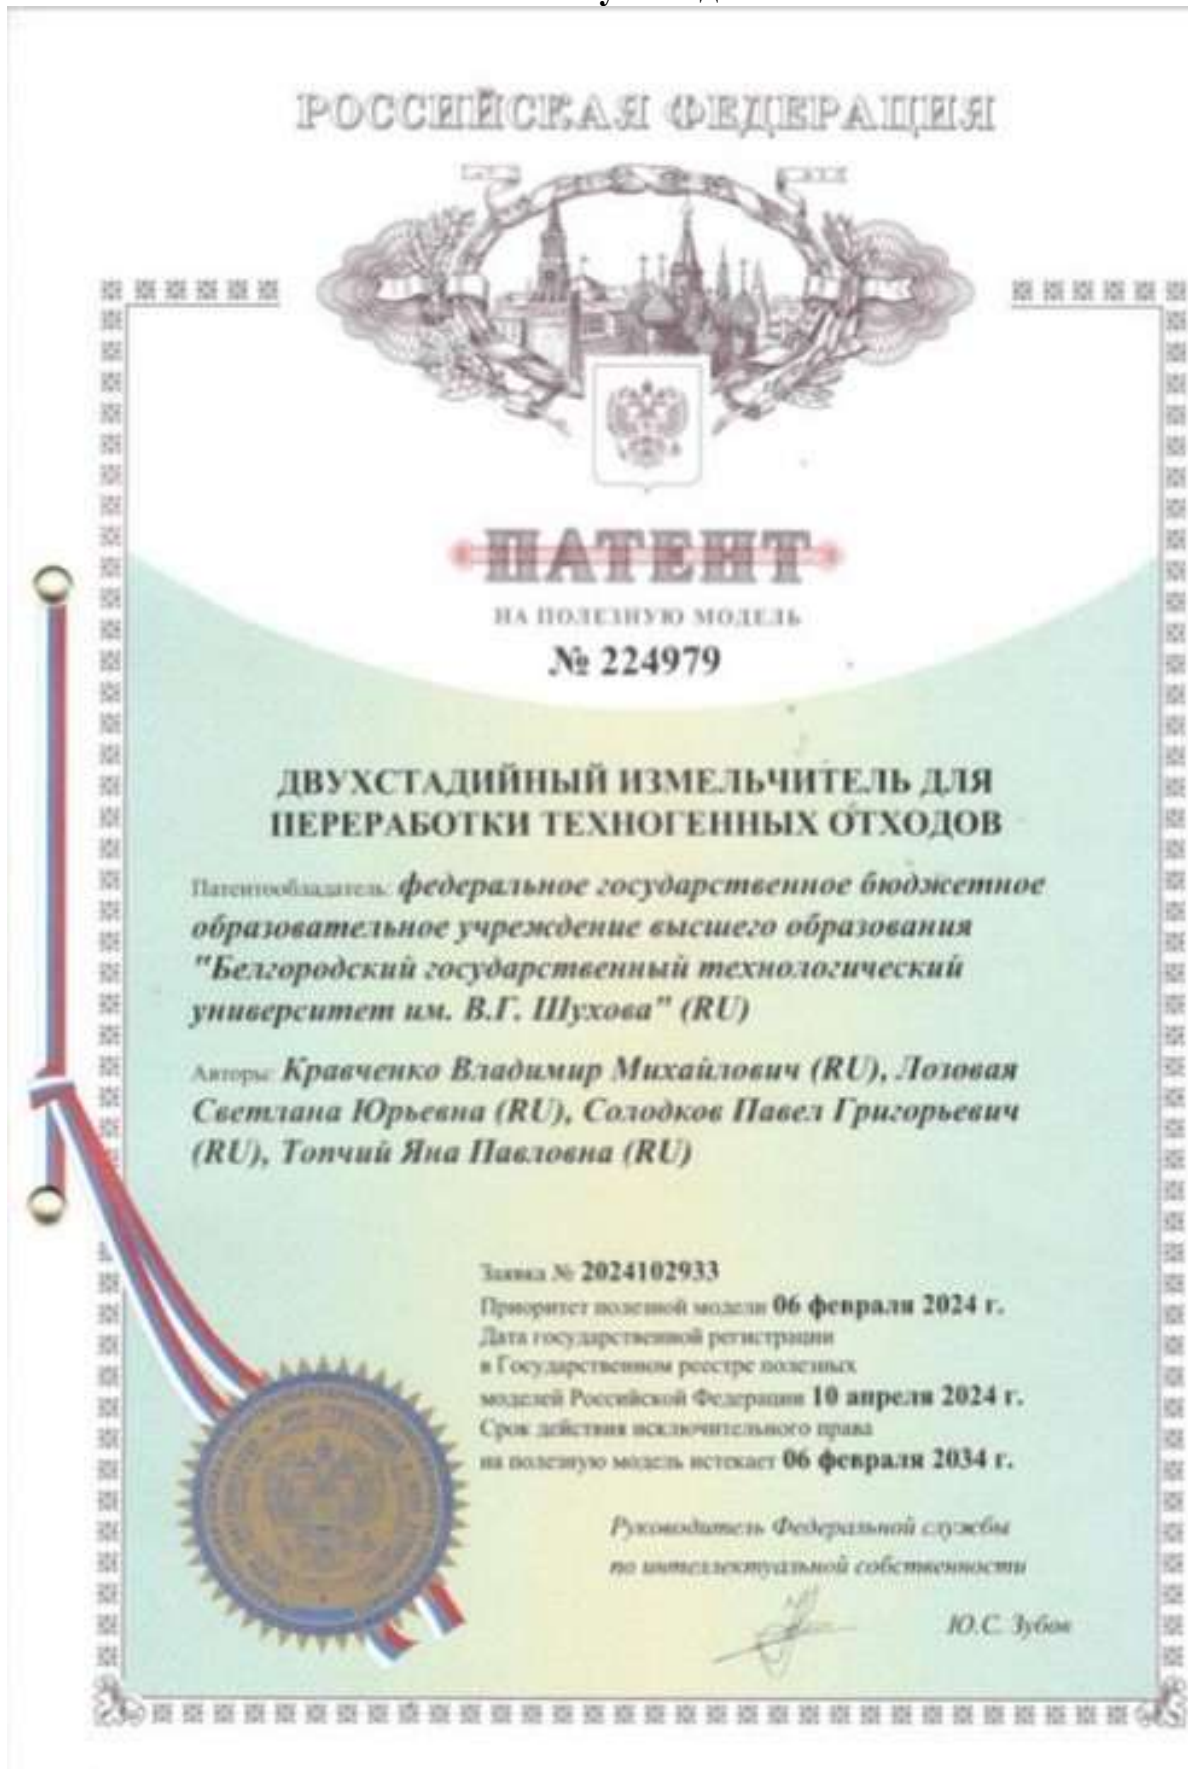 РОССИЙСКАЯ ФЕДЕРАЦИЯ
ПАТЕНТ
НА ПОЛЕЗНУЮ МОДЕЛЬ
№ 224979
ДВУХСТАДИЙНЫЙ ИЗМЕЛЬЧИТЕЛЬ ДЛЯ
ПЕРЕРАБОТКИ ТЕХНОГЕННЫХ ОТХОДОВ
Патентообладатель: федеральное государственное бюджетное
образовательное учреждение высшего образования
"Белгородский государственный технологический
университет им. В.Г. Шухова" (RU)
Авторы: Кравченко Владимир Михайлович (RU), Лозовая
Светлана Юрьевна (RU), Солодков Павел Григорьевич
(RU), Топчий Яна Павловна (RU)
Заявка № 2024102933
Приоритет полезной модели 06 февраля 2024 г.
Дата государственной регистрации
в Государственном реестре полезных
моделей Российской Федерации 10 апреля 2024 г.
Срок действия исключительного права
на полезную модель истекает 06 февраля 2034 г.
Руководитель Федеральной службы
по интеллектуальной собственности
Ю.С. Зубов